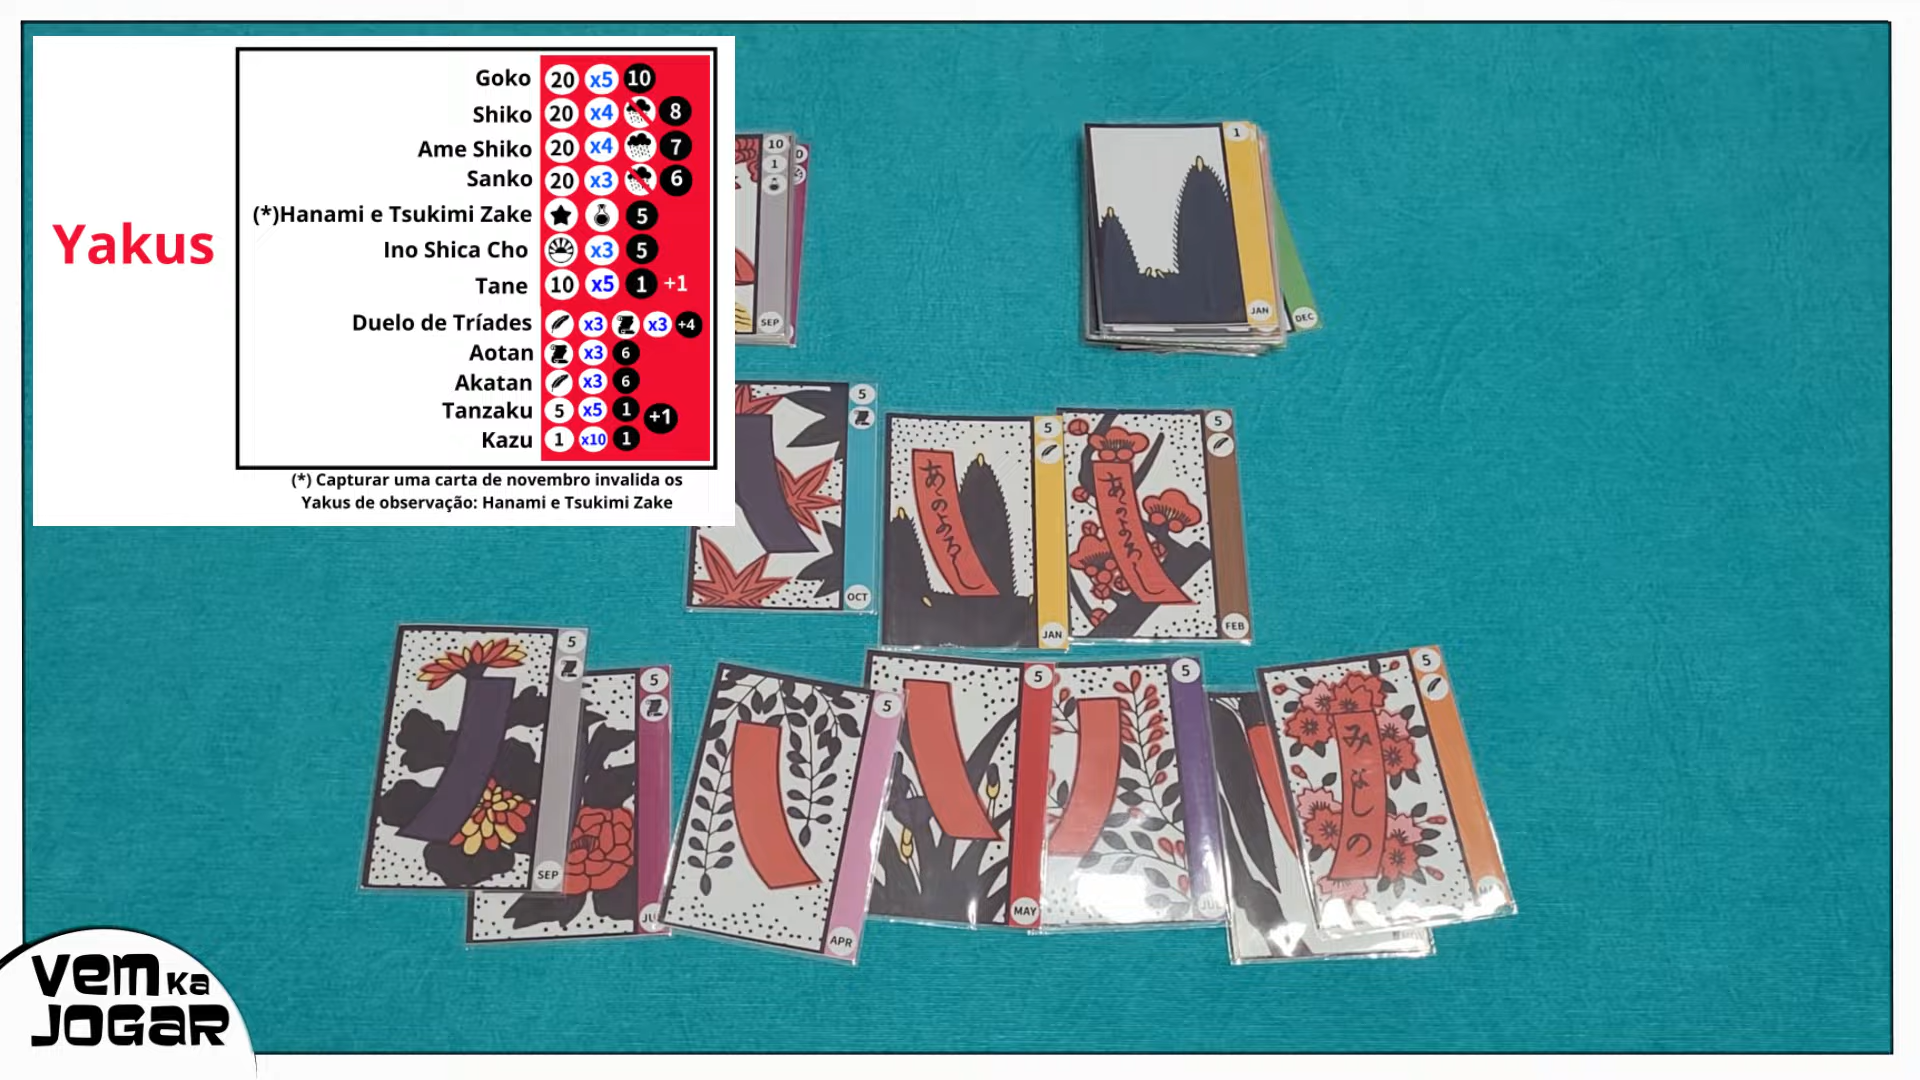 Yakus
Goko 20 x5 10
Shiko 20 x4 8
Ame Shiko 20 x4 7
Sanko 20 x3 6
(*)Hanami e Tsukimi Zake 5
Ino Shica Cho x3 5
Tane 10 x5 1 +1
Duelo de Tríades x3 x3 +4
Aotan x3 6
Akatan x3 6
Tanzaku 5 x5 1 +1
Kazu 1 x10 1
(*) Capturar uma carta de novembro invalida os
Yakus de observação: Hanami e Tsukimi Zake
10
1
SEP
1
JAN
DEC
5
OCT
5
あのよろし
JAN
5
あのよろし
FEB
5
SEP
5
5
APR
5
MAY
5
5
みよしの
vem ka
JOGAR